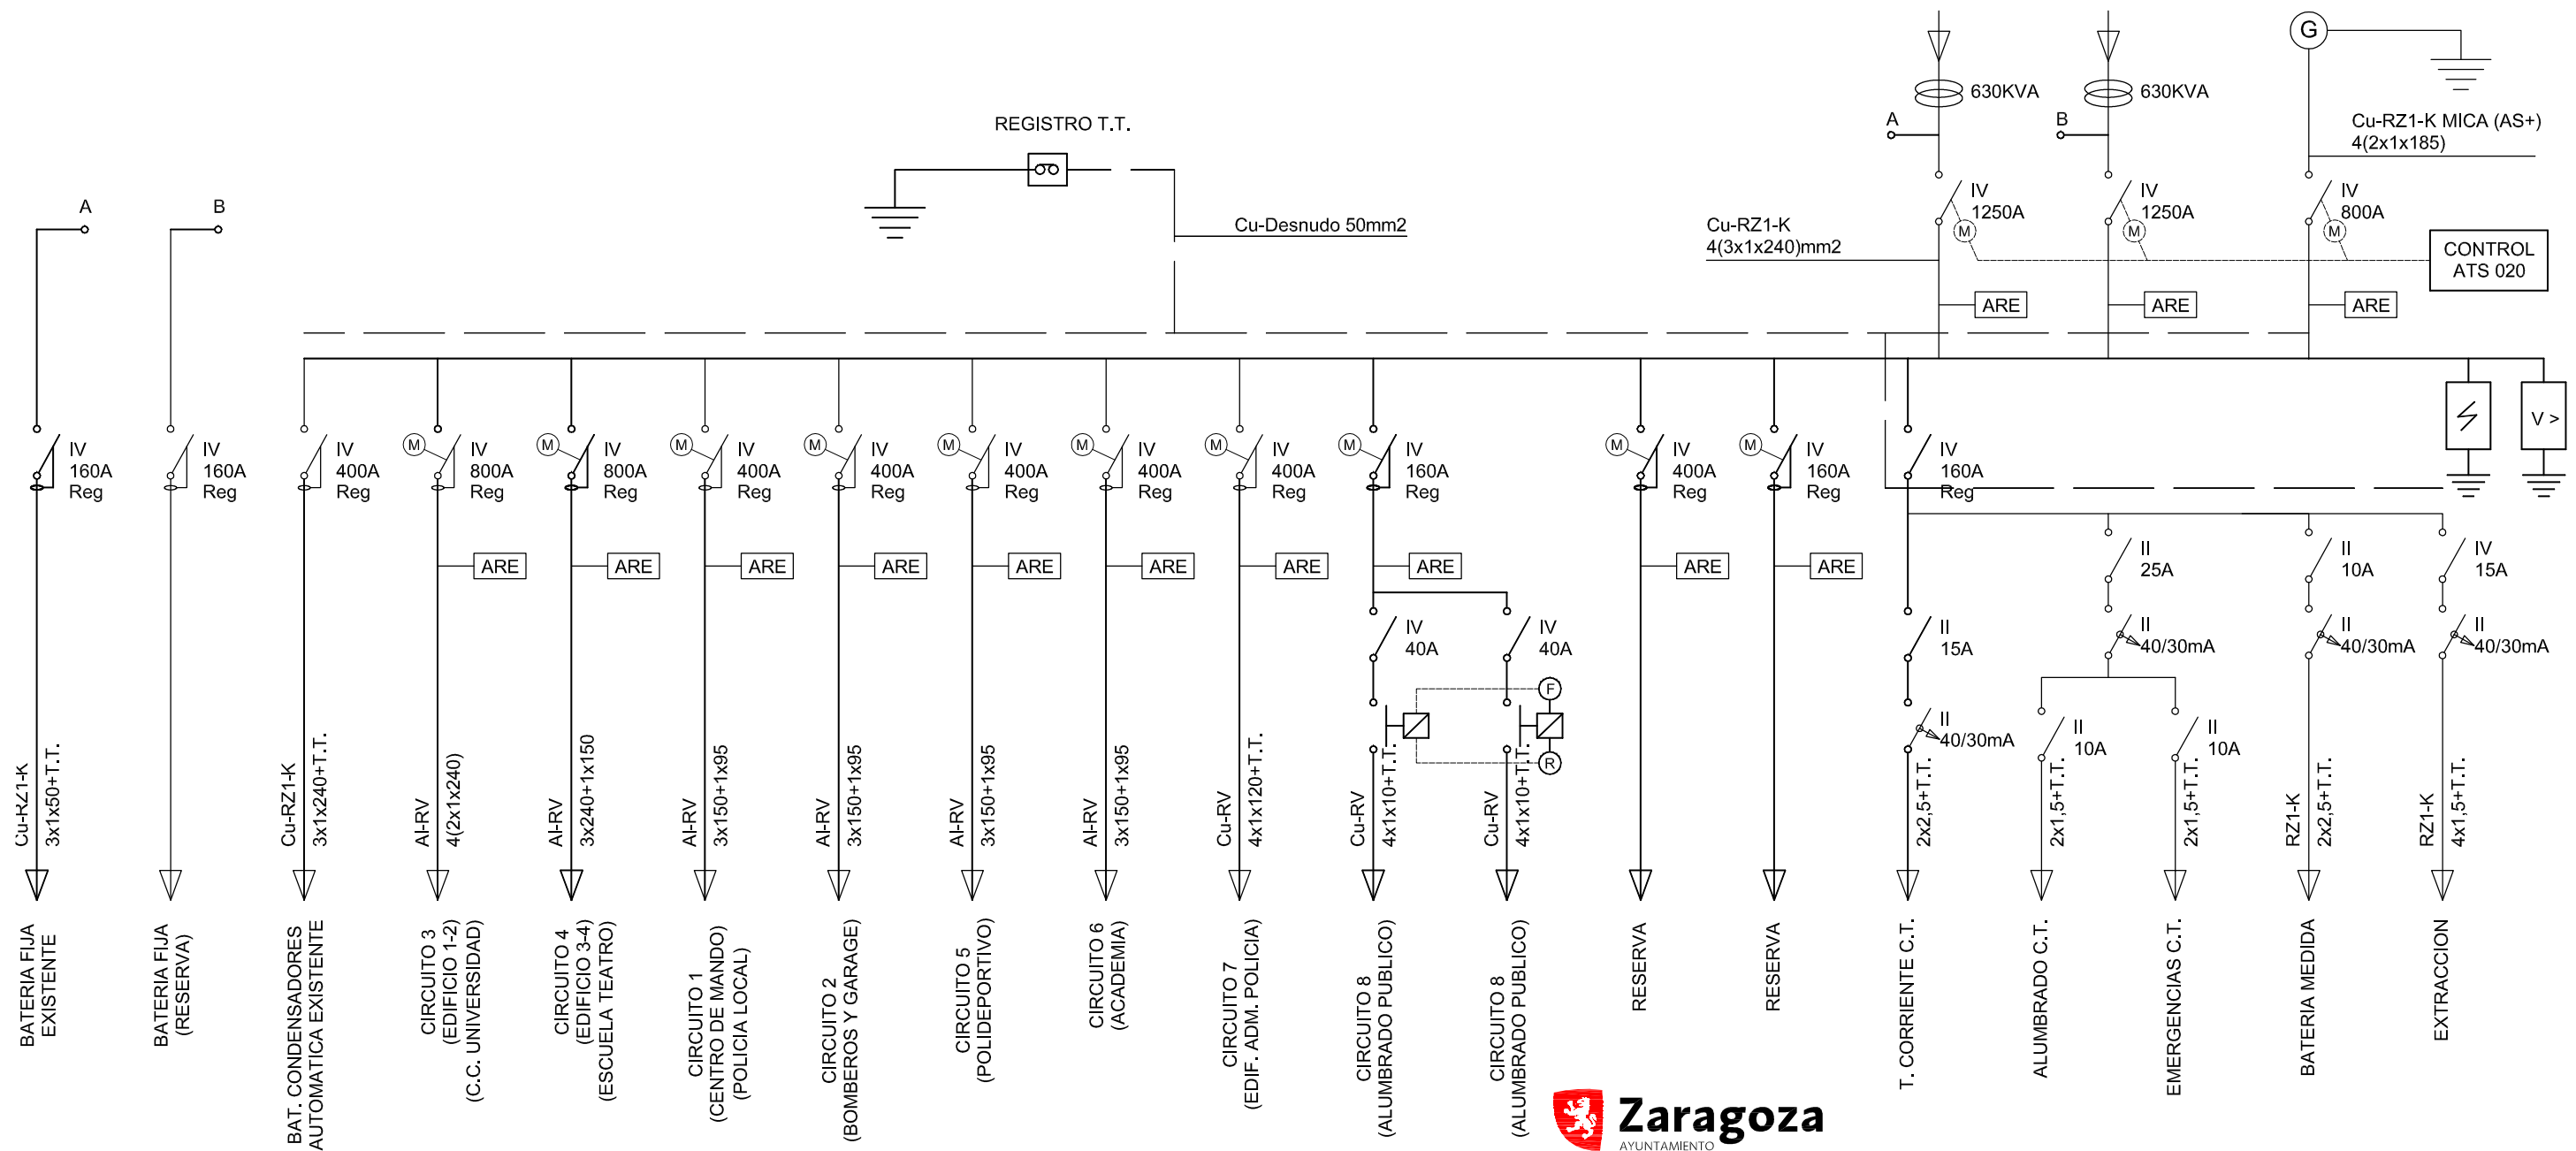 G
630KVA
630KVA
A
B
Cu-RZ1-K MICA (AS+)
4(2x1x185)
REGISTRO T.T.
IV
1250A
M
IV
1250A
M
IV
800A
M
A
B
Cu-Desnudo 50mm2
Cu-RZ1-K
4(3x1x240)mm2
CONTROL
ATS 020
ARE
ARE
ARE
V >
IV
160A
Reg
IV
160A
Reg
IV
400A
Reg
M
IV
800A
Reg
M
IV
800A
Reg
M
IV
400A
Reg
M
IV
400A
Reg
M
IV
400A
Reg
M
IV
400A
Reg
M
IV
400A
Reg
M
IV
160A
Reg
M
IV
400A
Reg
M
IV
160A
Reg
IV
160A
Reg
ARE
ARE
ARE
ARE
ARE
ARE
ARE
ARE
ARE
ARE
II
25A
II
10A
IV
15A
IV
40A
IV
40A
II
15A
II
40/30mA
II
40/30mA
II
40/30mA
F
R
II
40/30mA
II
10A
II
10A
Cu-RZ1-K
3x1x50+T.T.
Cu-RZ1-K
3x1x240+T.T.
Al-RV
4(2x1x240)
Al-RV
3x240+1x150
Al-RV
3x150+1x95
Al-RV
3x150+1x95
Al-RV
3x150+1x95
Al-RV
3x150+1x95
Cu-RV
4x1x120+T.T.
Cu-RV
4x1x10+T.T.
Cu-RV
4x1x10+T.T.
2x2,5+T.T.
2x1,5+T.T.
2x1,5+T.T.
RZ1-K
2x2,5+T.T.
RZ1-K
4x1,5+T.T.
BATERIA FIJA
EXISTENTE
BATERIA FIJA
(RESERVA)
BAT. CONDENSADORES
AUTOMATICA EXISTENTE
CIRCUITO 3
(EDIFICIO 1-2)
(C.C. UNIVERSIDAD)
CIRCUITO 4
(EDIFICIO 3-4)
(ESCUELA TEATRO)
CIRCUITO 1
(CENTRO DE MANDO)
(POLICIA LOCAL)
CIRCUITO 2
(BOMBEROS Y GARAGE)
CIRCUITO 5
(POLIDEPORTIVO)
CIRCUITO 6
(ACADEMIA)
CIRCUITO 7
(EDIF. ADM. POLICIA)
CIRCUITO 8
(ALUMBRADO PUBLICO)
CIRCUITO 8
(ALUMBRADO PUBLICO)
RESERVA
RESERVA
T. CORRIENTE C.T.
ALUMBRADO C.T.
EMERGENCIAS C.T.
BATERIA MEDIDA
EXTRACCION
Zaragoza
AYUNTAMIENTO